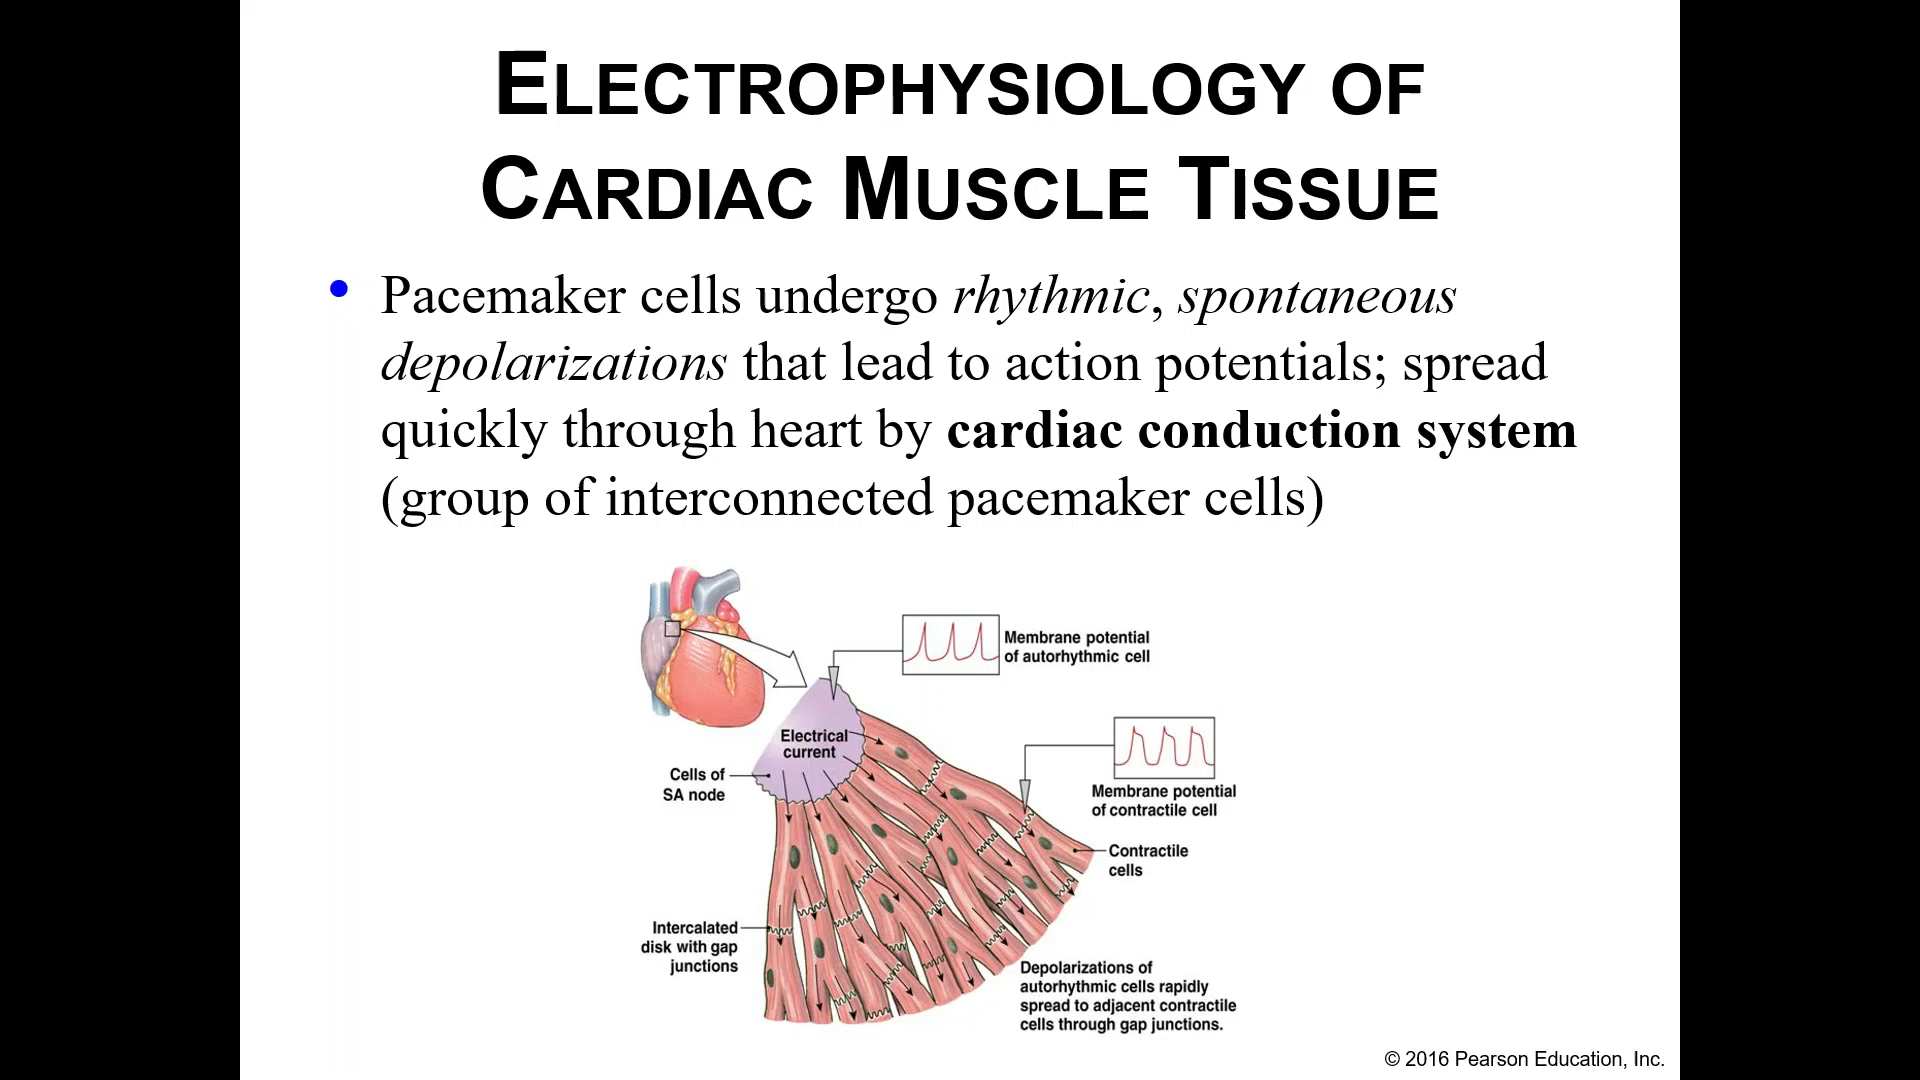 ELECTROPHYSIOLOGY OF
CARDIAC MUSCLE TISSUE
• Pacemaker cells undergo rhythmic, spontaneous
depolarizations that lead to action potentials; spread
quickly through heart by cardiac conduction system
(group of interconnected pacemaker cells)
Membrane potential
of autorhythmic cell
Electrical
current
Cells of
SA node
Membrane potential
of contractile cell
Contractile
cells
Intercalated
disk with gap
junctions
Depolarizations of
autorhythmic cells rapidly
spread to adjacent contractile
cells through gap junctions.
© 2016 Pearson Education, Inc.